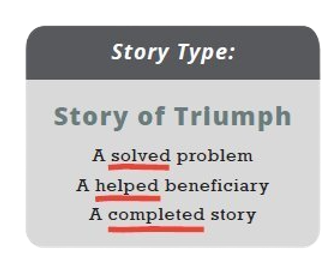 Story Type:
Story of Triumph
A solved problem
A helped beneficiary
A completed story